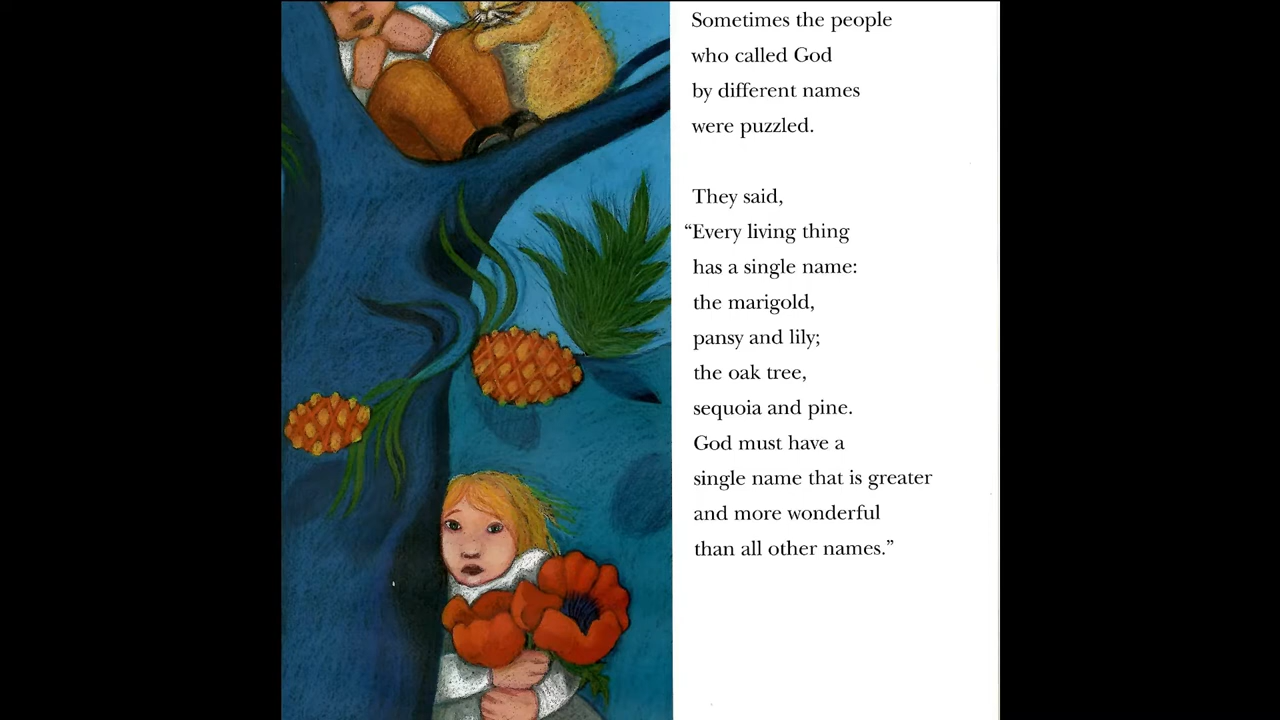 Sometimes the people
who called God
by different names
were puzzled.
They said,
“Every living thing
has a single name:
the marigold,
pansy and lily;
the oak tree,
sequoia and pine.
God must have a
single name that is greater
and more wonderful
than all other names.”